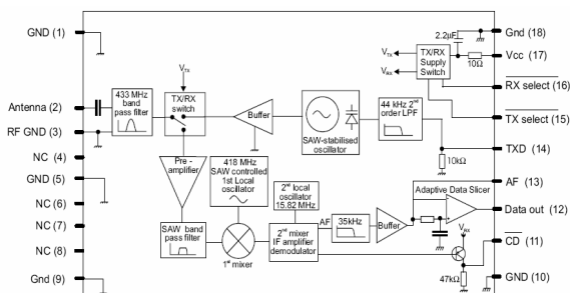 GND (1)
Antenna (2)
RF GND (3)
NC (4)
GND (5)
NC (6)
NC (7)
NC (8)
Gnd (9)
433 MHz
band
pass filter
VTX
TX/RX
switch
Buffer
SAW-stabilised
oscillator
44 kHz 2nd
order LPF
2.2µF
10Ω
TX/RX
Supply
Switch
VTX
VRX
10kΩ
Pre-
amplifier
418 MHz
SAW controlled
1st Local
oscillator
2nd local
oscillator
15.82 MHz
SAW band
pass filter
1st mixer
2nd mixer
IF amplifier
demodulator
AF
35kHz
Buffer
Adaptive Data Slicer
VRX
47kΩ
Gnd (18)
Vcc (17)
RX select (16)
TX select (15)
TXD (14)
AF (13)
Data out (12)
CD (11)
GND (10)